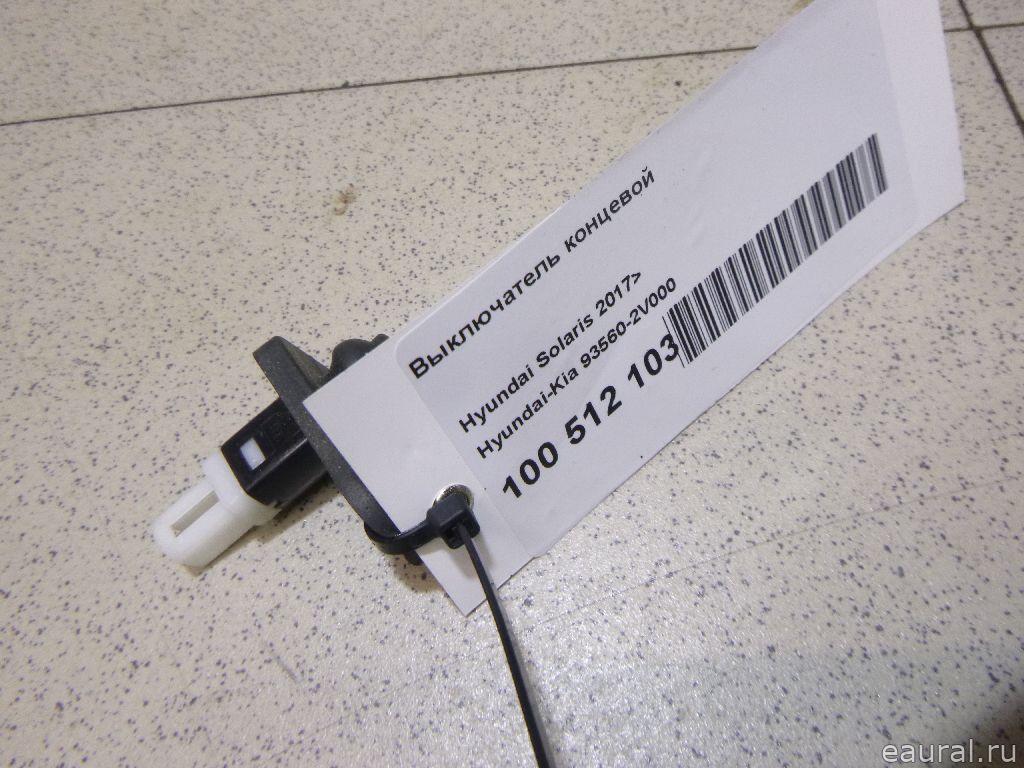 Выключатель концевой
Hyundai Solaris 2017>
Hyundai-Kia 93560-2V000
100 512 103
eaural.ru